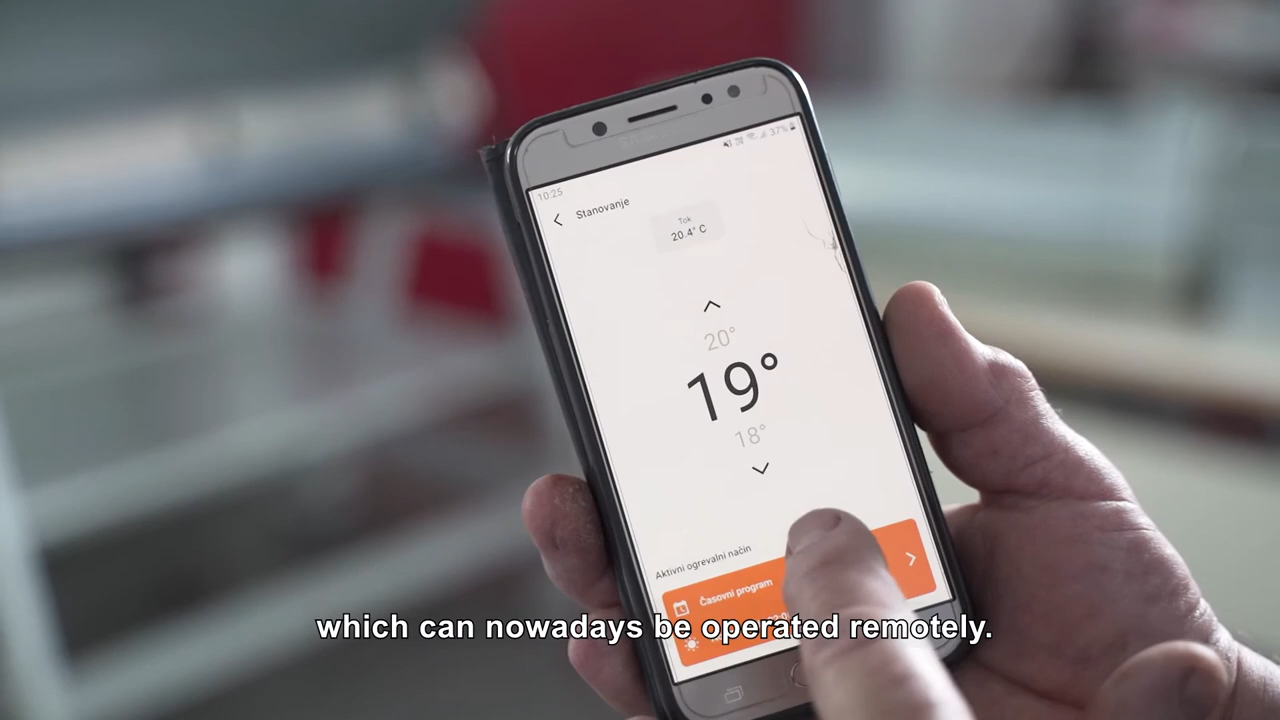 10:25
37%
Stanovanje
Tok
20.4° C
20°
19°
18°
Aktivni ogrevalni način
Časovni program
which can nowadays be operated remotely.